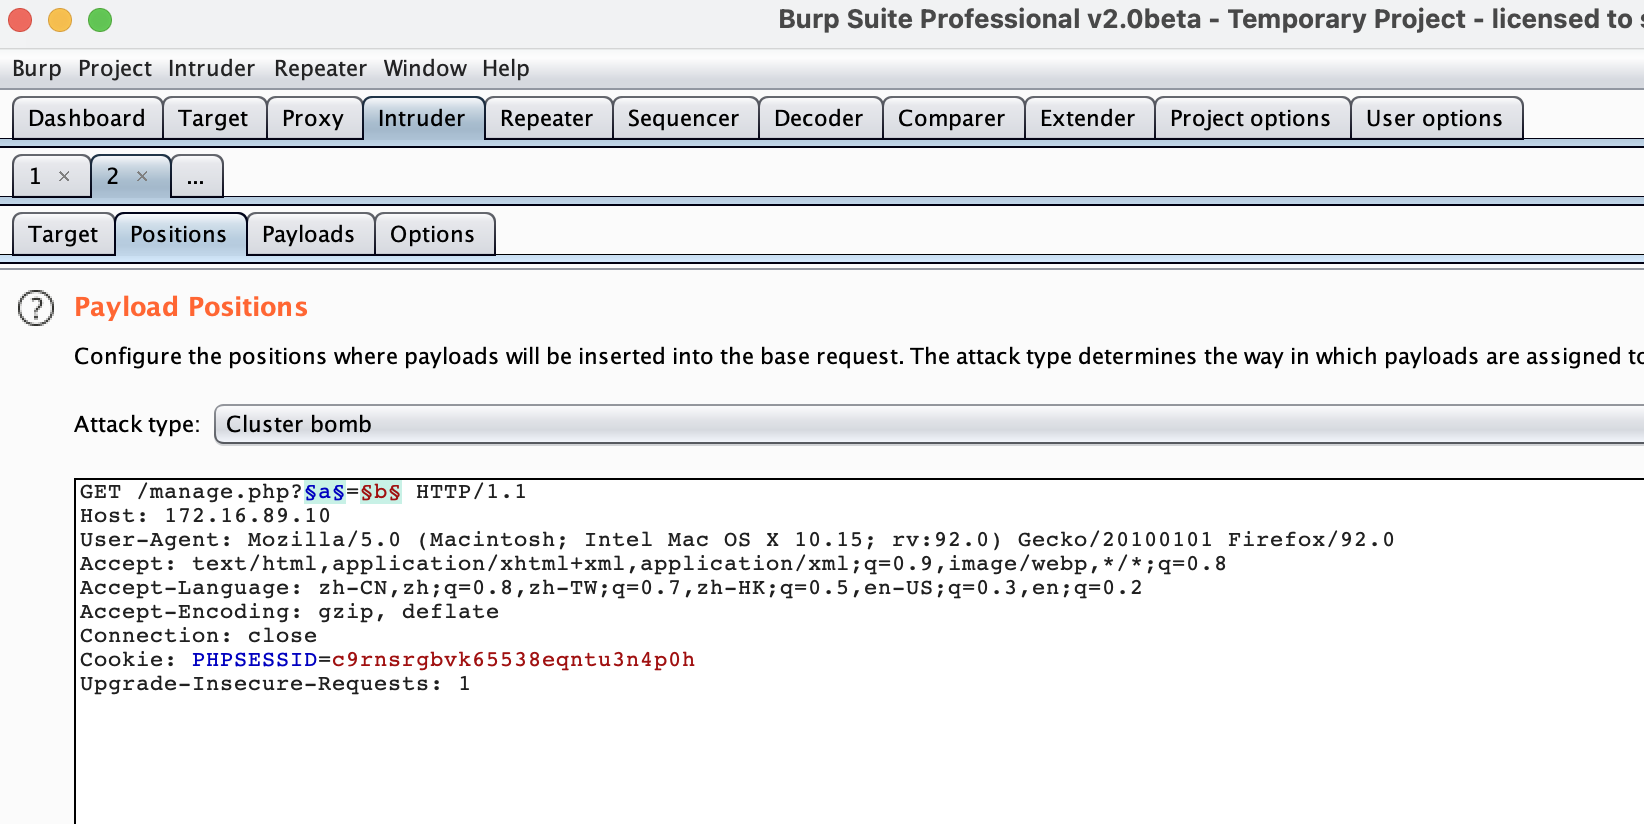 Burp Suite Professional v2.0beta - Temporary Project - licensed to
Burp Project Intruder Repeater Window Help
Dashboard Target Proxy Intruder Repeater Sequencer Decoder Comparer Extender Project options User options
1 × 2 × ...
Target Positions Payloads Options
? Payload Positions
Configure the positions where payloads will be inserted into the base request. The attack type determines the way in which payloads are assigned to
Attack type: Cluster bomb
GET /manage.php?§a§=§b§ HTTP/1.1
Host: 172.16.89.10
User-Agent: Mozilla/5.0 (Macintosh; Intel Mac OS X 10.15; rv:92.0) Gecko/20100101 Firefox/92.0
Accept: text/html,application/xhtml+xml,application/xml;q=0.9,image/webp,*/*;q=0.8
Accept-Language: zh-CN,zh;q=0.8,zh-TW;q=0.7,zh-HK;q=0.5,en-US;q=0.3,en;q=0.2
Accept-Encoding: gzip, deflate
Connection: close
Cookie: PHPSESSID=c9rnsrgbvk65538eqntu3n4p0h
Upgrade-Insecure-Requests: 1